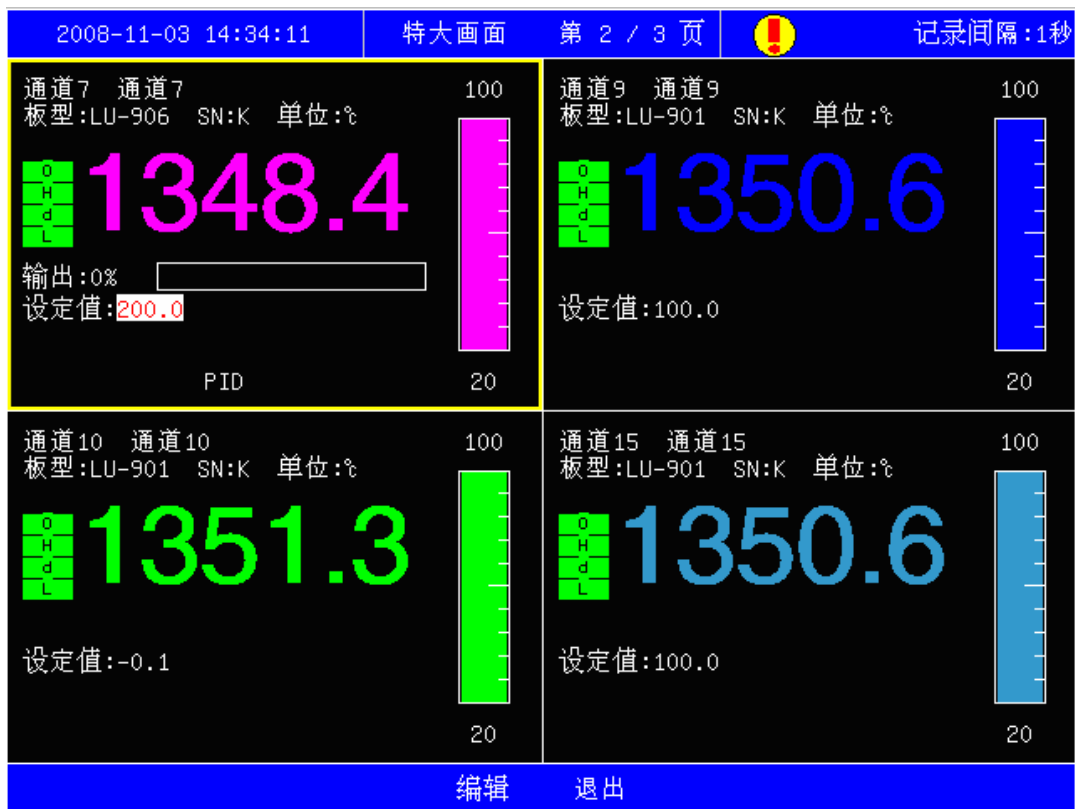 2008-11-03 14:34:11 特大画面 第 2 / 3 页 记录间隔:1秒
通道7 通道7 100
板型:LU-906 SN:K 单位:℃
O
H
d
L
1348.4
输出:0%
设定值:200.0
PID 20
通道9 通道9 100
板型:LU-901 SN:K 单位:℃
O
H
d
L
1350.6
设定值:100.0
20
通道10 通道10 100
板型:LU-901 SN:K 单位:℃
O
H
d
L
1351.3
设定值:-0.1
20
通道15 通道15 100
板型:LU-901 SN:K 单位:℃
O
H
d
L
1350.6
设定值:100.0
20
编辑 退出